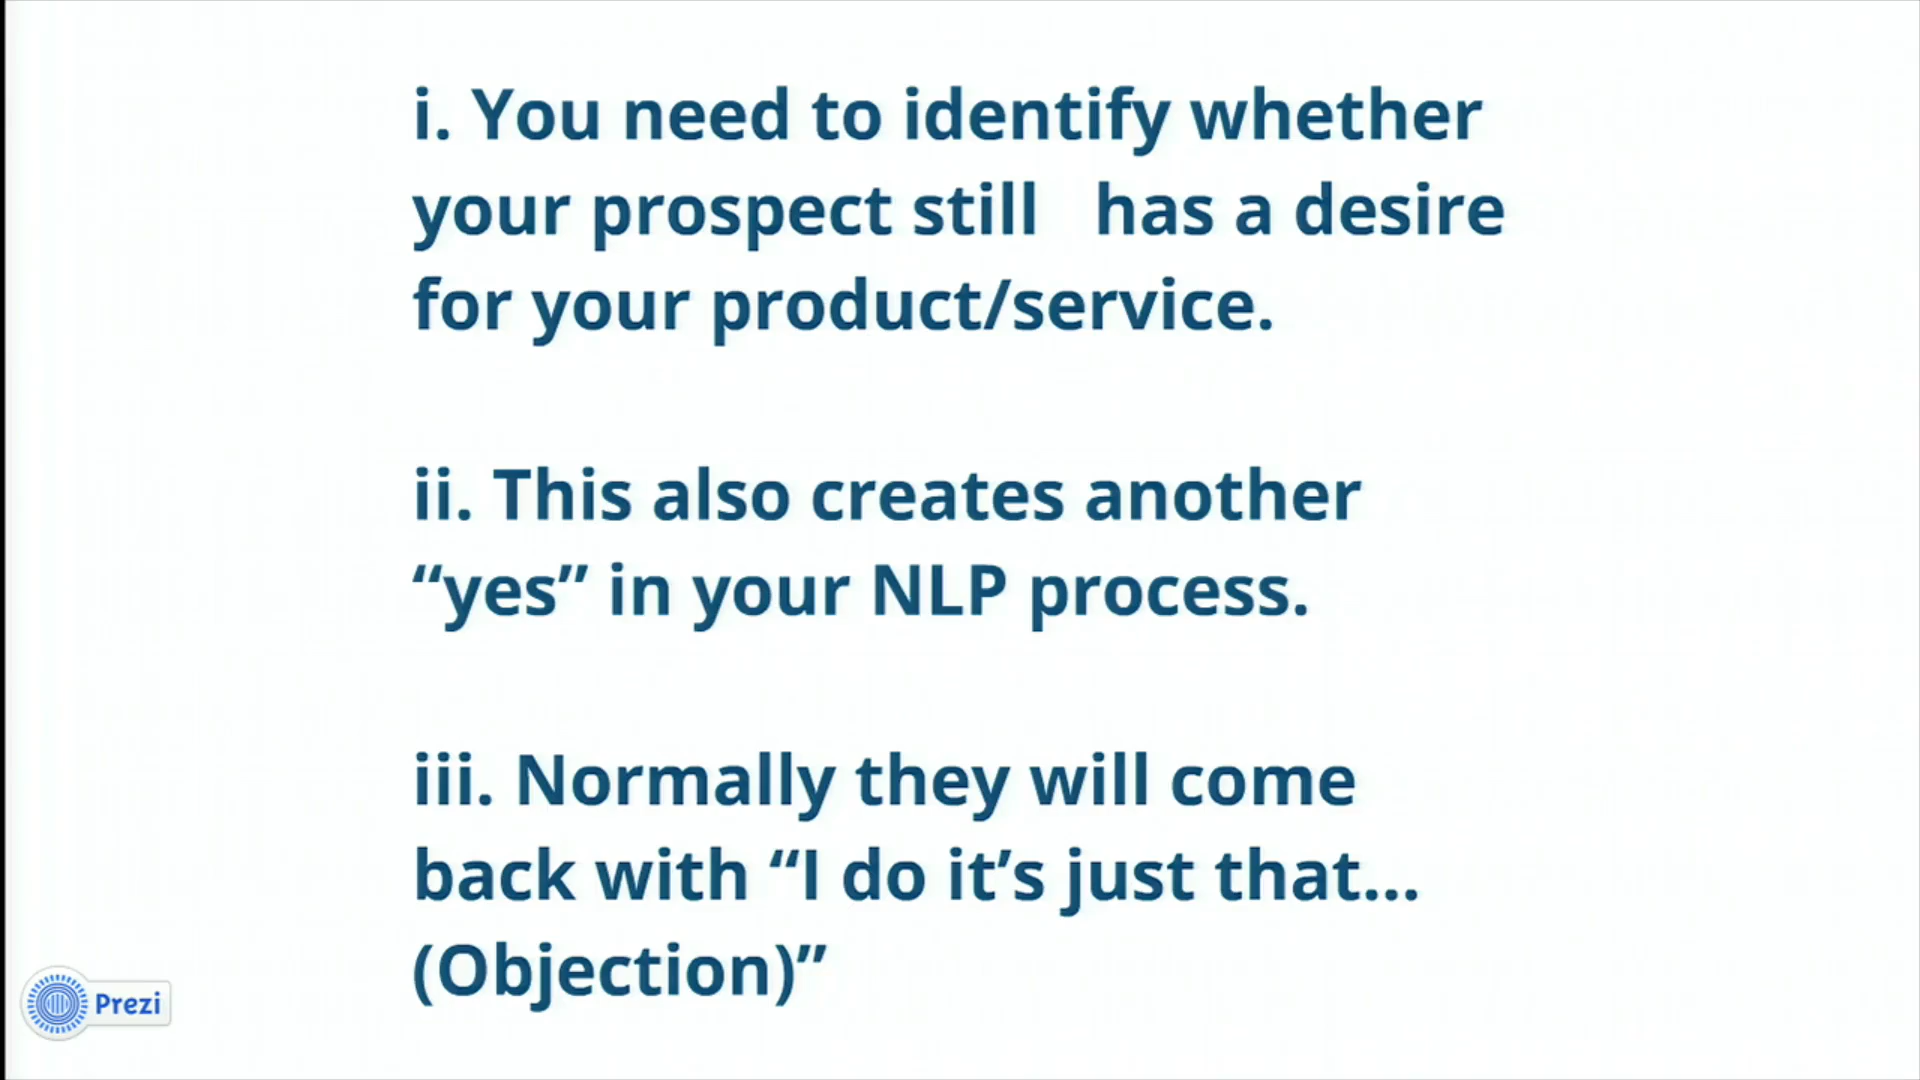 i. You need to identify whether
your prospect still   has a desire
for your product/service.
ii. This also creates another
“yes” in your NLP process.
iii. Normally they will come
back with “I do it’s just that...
(Objection)”
Prezi